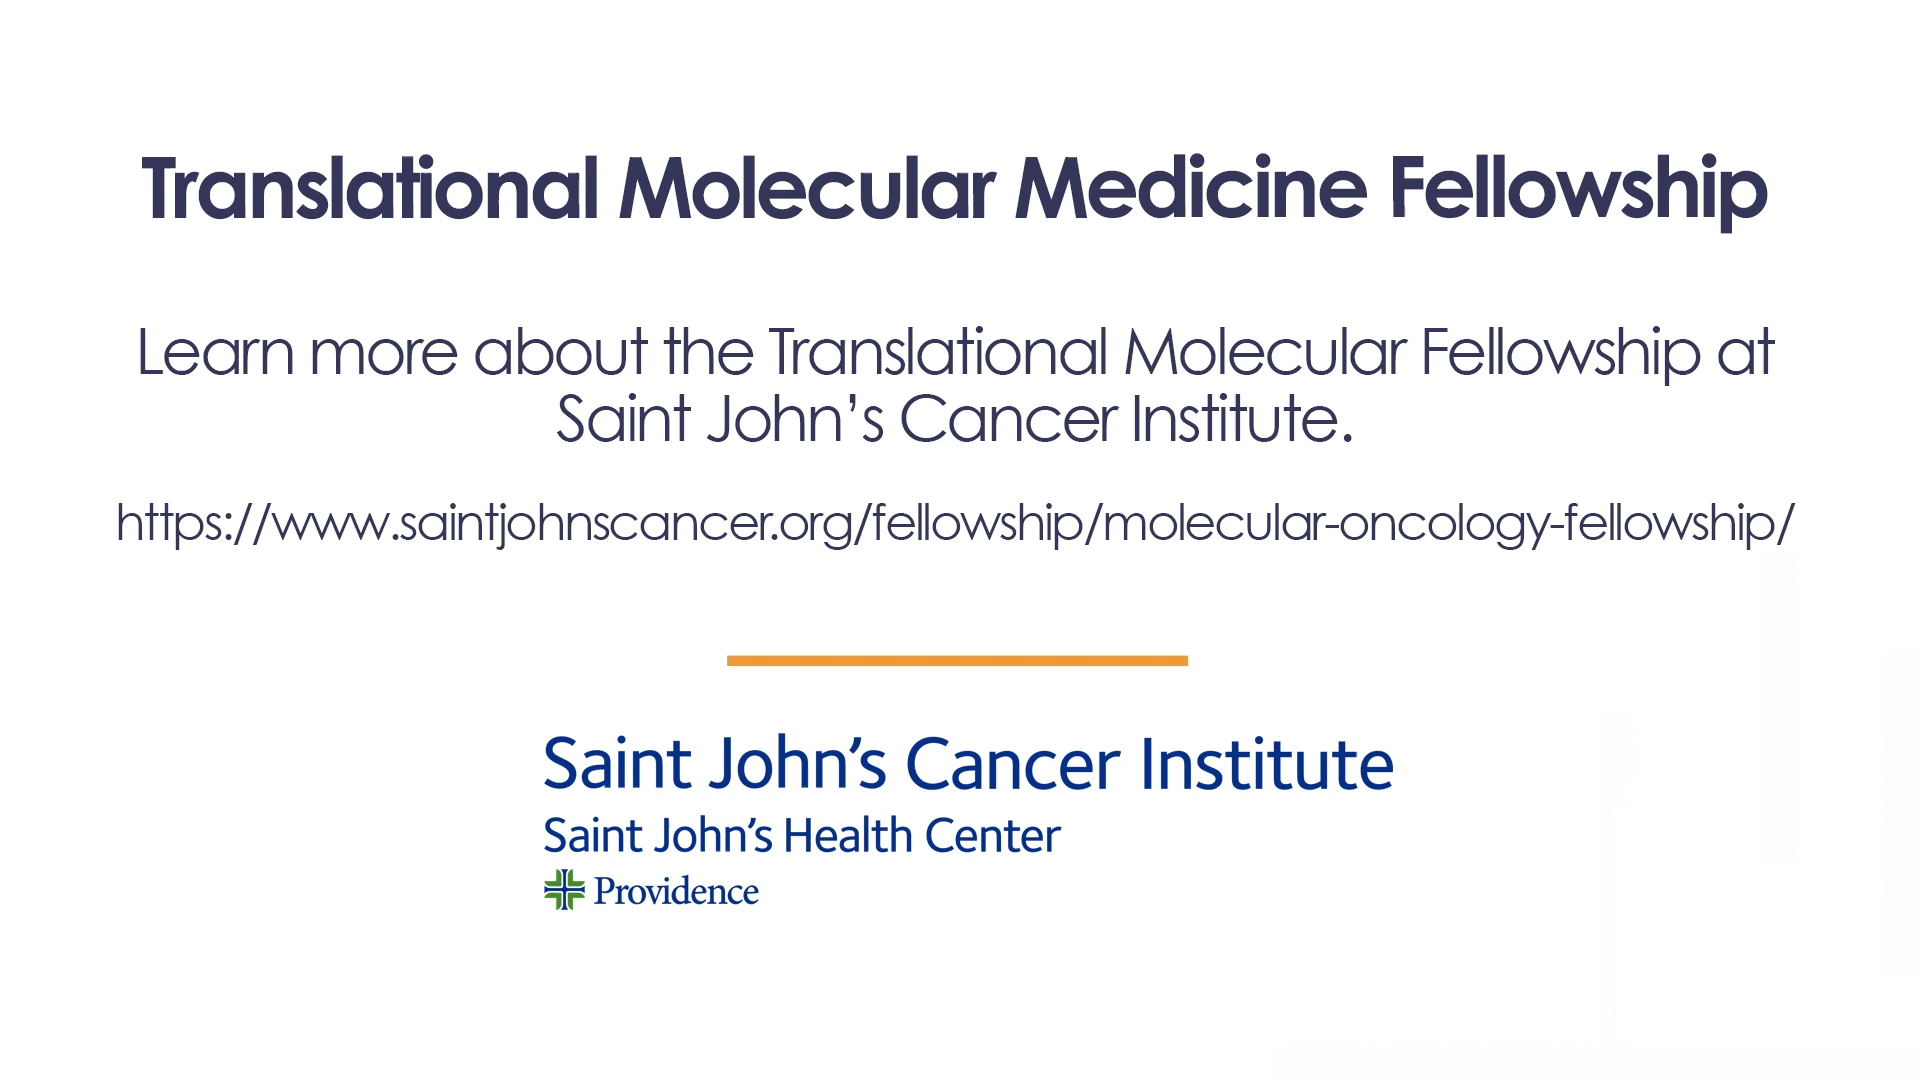 Translational Molecular Medicine Fellowship
Learn more about the Translational Molecular Fellowship at
Saint John’s Cancer Institute.
https://www.saintjohnscancer.org/fellowship/molecular-oncology-fellowship/
Saint John’s Cancer Institute
Saint John’s Health Center
Providence